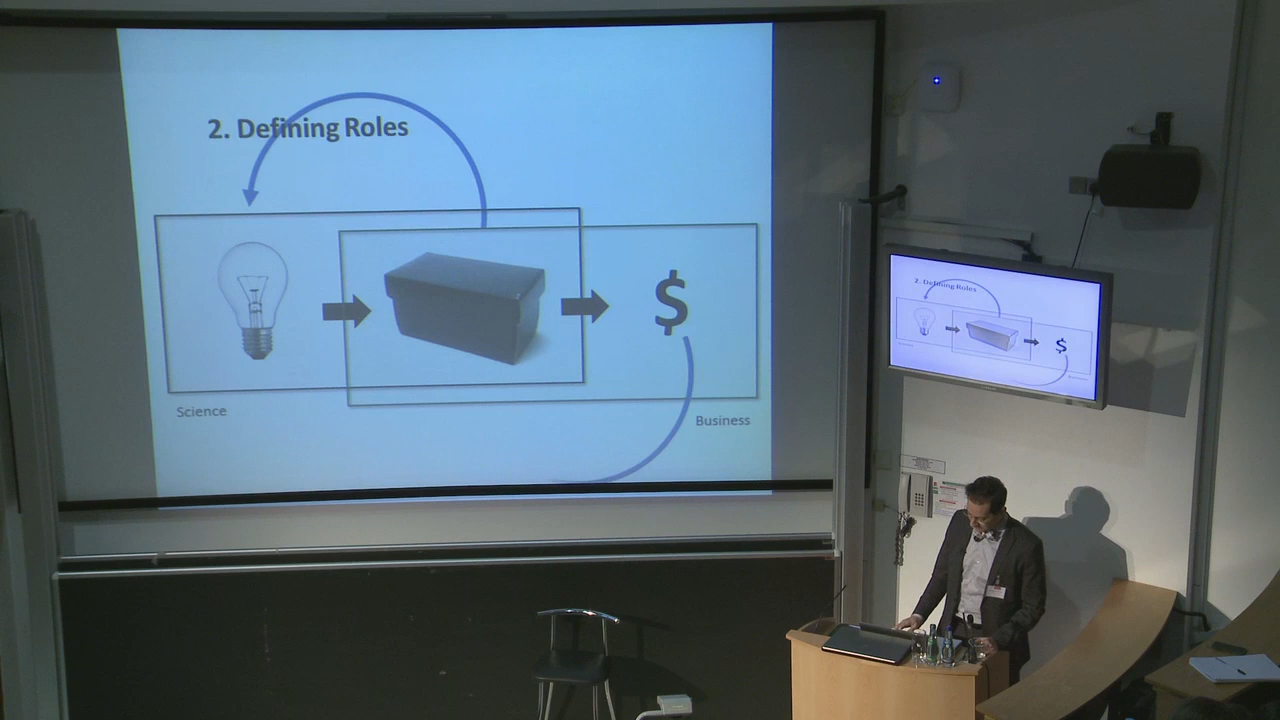 2. Defining Roles
$
Science
Business
2. Defining Roles
$